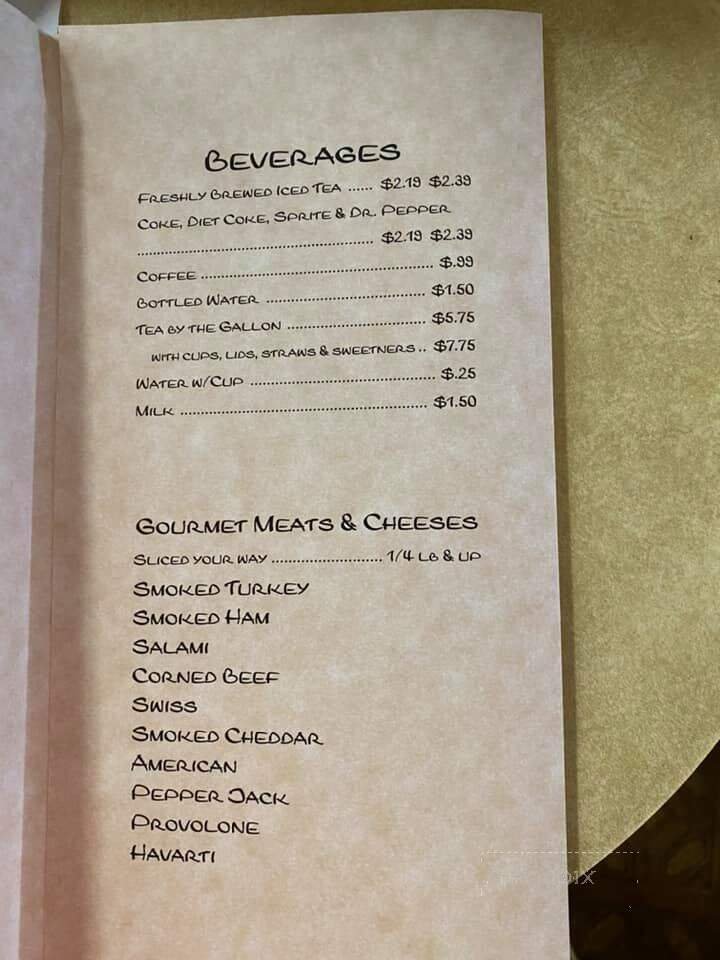 Beverages
Freshly Brewed Iced Tea ...... $2.19 $2.39
Coke, Diet Coke, Sprite & Dr. Pepper
.................................................... $2.19 $2.39
Coffee .................................................... $.99
Bottled Water ................................... $1.50
Tea by the Gallon .............................. $5.75
with cups, lids, straws & sweetners .. $7.75
Water w/Cup ......................................... $.25
Milk ...................................................... $1.50
Gourmet Meats & Cheeses
Sliced your way ......................... 1/4 lb & up
Smoked Turkey
Smoked Ham
Salami
Corned Beef
Swiss
Smoked Cheddar
American
Pepper Jack
Provolone
Havarti